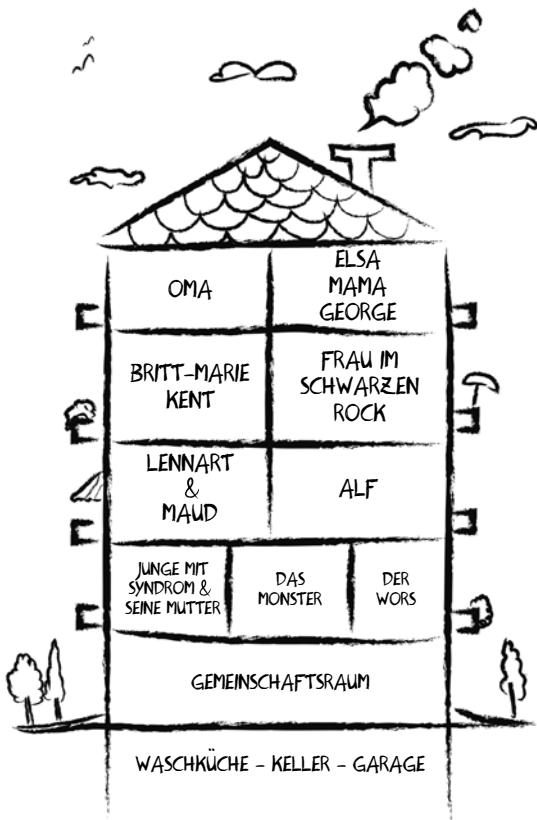 OMA
ELSA
MAMA
GEORGE
BRITT-MARIE
KENT
FRAU IM
SCHWARZEN
ROCK
LENNART
&
MAUD
ALF
JUNGE MIT
SYNDROM &
SEINE MUTTER
DAS
MONSTER
DER
WORS
GEMEINSCHAFTSRAUM
WASCHKÜCHE - KELLER - GARAGE